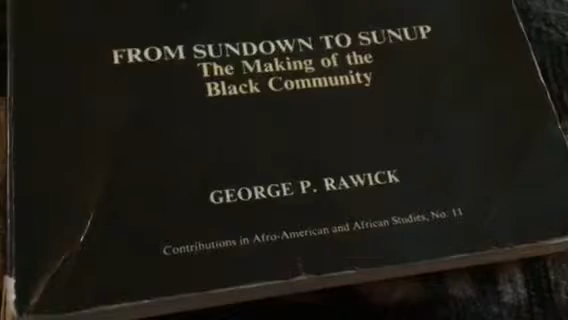 FROM SUNDOWN TO SUNUP
The Making of the
Black Community
GEORGE P. RAWICK
Contributions in Afro-American and African Studies, No. 11